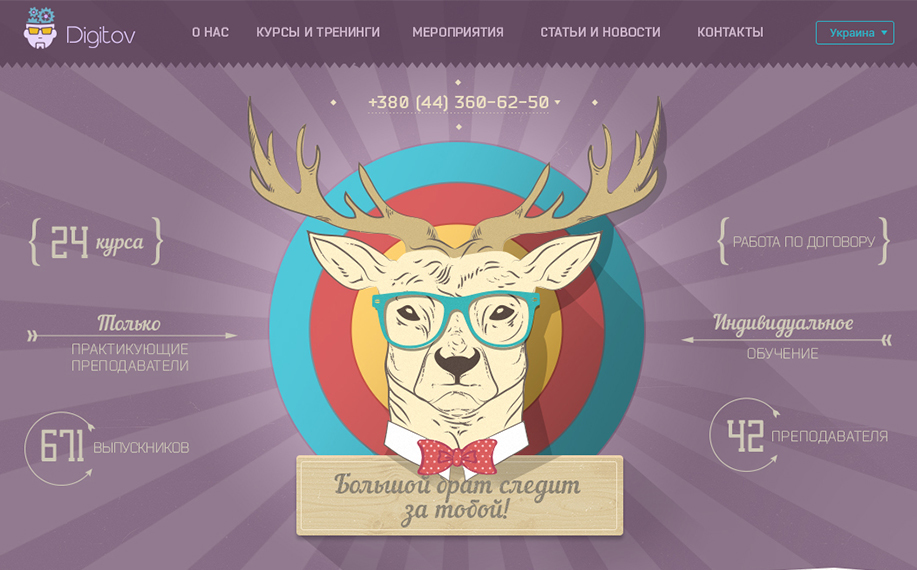 Digitov
О НАС
КУРСЫ И ТРЕНИНГИ
МЕРОПРИЯТИЯ
СТАТЬИ И НОВОСТИ
КОНТАКТЫ
Украина
+380 (44) 360-62-50
24 курса
РАБОТА ПО ДОГОВОРУ
Только
ПРАКТИКУЮЩИЕ
ПРЕПОДАВАТЕЛИ
Индивидуальное
ОБУЧЕНИЕ
671 ВЫПУСКНИКОВ
42 ПРЕПОДАВАТЕЛЯ
Большой брат следит
за тобой!